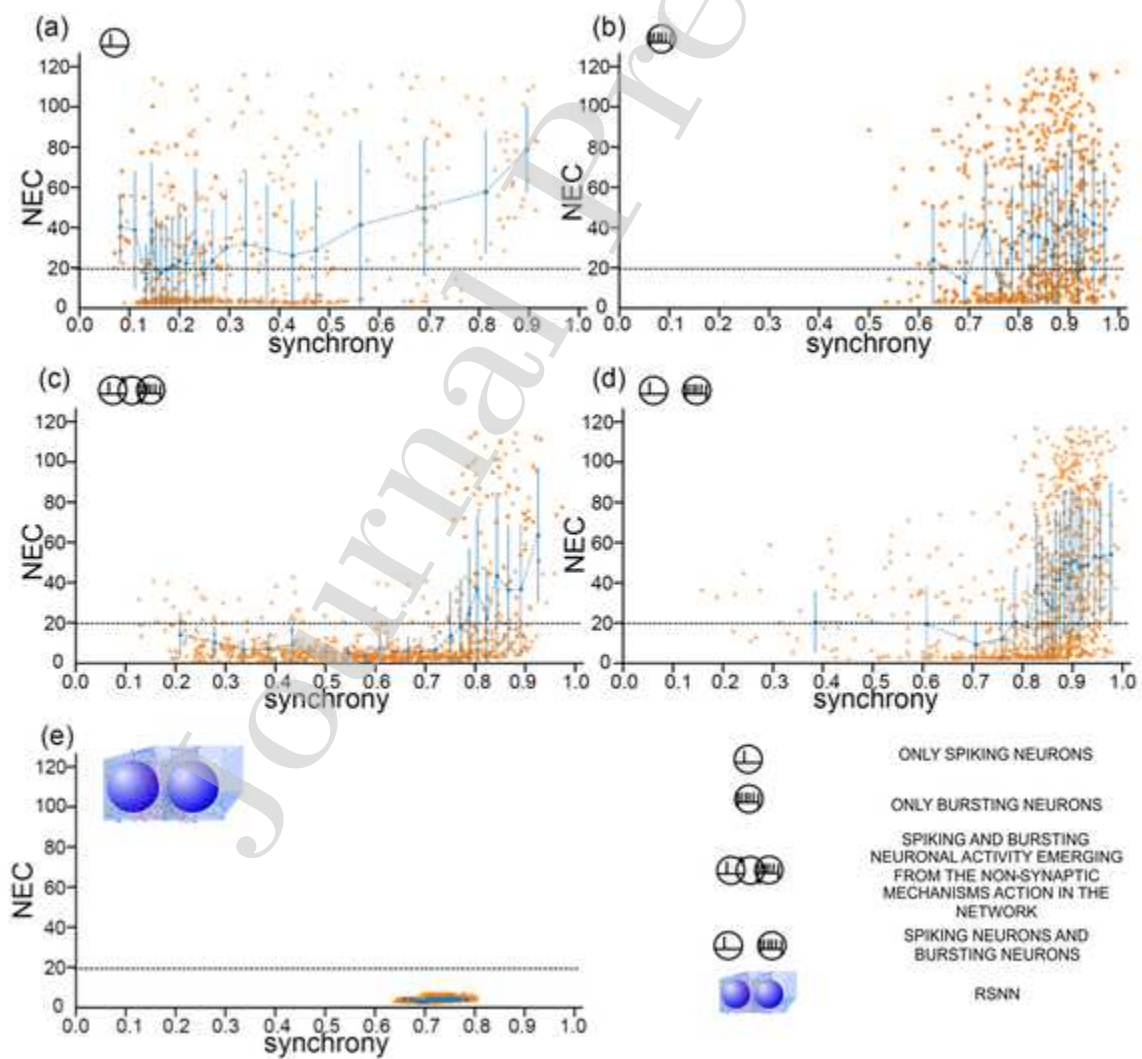 (a)
120
100
80
60
40
20
0
NEC
0.0 0.1 0.2 0.3 0.4 0.5 0.6 0.7 0.8 0.9 1.0
synchrony
(b)
120
100
80
60
40
20
0
NEC
0.0 0.1 0.2 0.3 0.4 0.5 0.6 0.7 0.8 0.9 1.0
synchrony
(c)
120
100
80
60
40
20
0
NEC
0.0 0.1 0.2 0.3 0.4 0.5 0.6 0.7 0.8 0.9 1.0
synchrony
(d)
120
100
80
60
40
20
0
NEC
0.0 0.1 0.2 0.3 0.4 0.5 0.6 0.7 0.8 0.9 1.0
synchrony
(e)
120
100
80
60
40
20
0
NEC
0.0 0.1 0.2 0.3 0.4 0.5 0.6 0.7 0.8 0.9 1.0
synchrony
ONLY SPIKING NEURONS
ONLY BURSTING NEURONS
SPIKING AND BURSTING
NEURONAL ACTIVITY EMERGING
FROM THE NON-SYNAPTIC
MECHANISMS ACTION IN THE
NETWORK
SPIKING NEURONS AND
BURSTING NEURONS
RSNN
Journal Pre